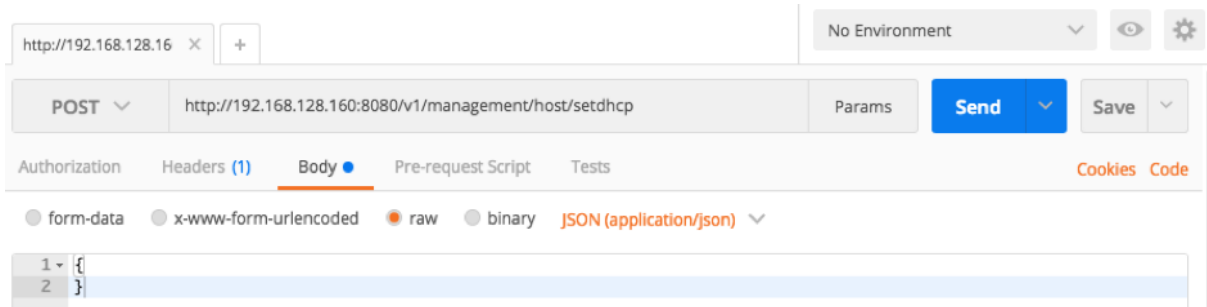 No Environment
http://192.168.128.16 × +
POST http://192.168.128.160:8080/v1/management/host/setdhcp Params Send Save
Authorization Headers (1) Body Pre-request Script Tests Cookies Code
form-data x-www-form-urlencoded raw binary JSON (application/json)
1 {
2 }